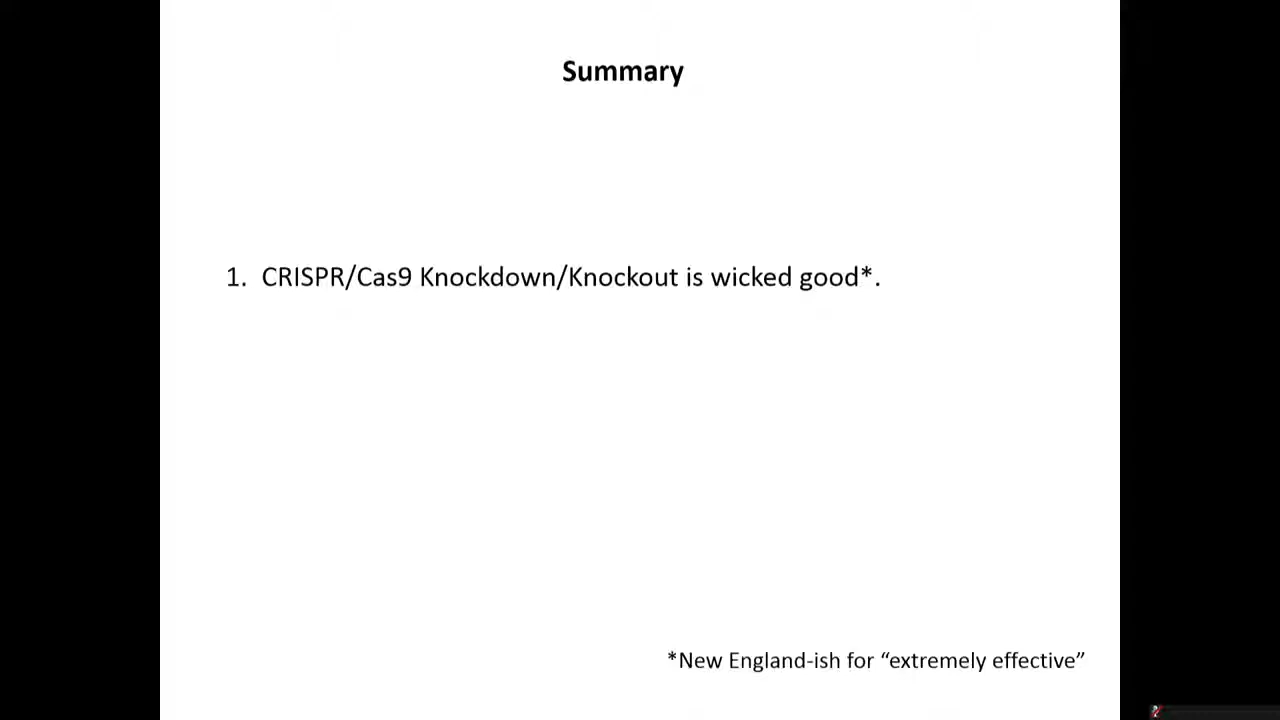 Summary
1. CRISPR/Cas9 Knockdown/Knockout is wicked good*.
*New England-ish for “extremely effective”